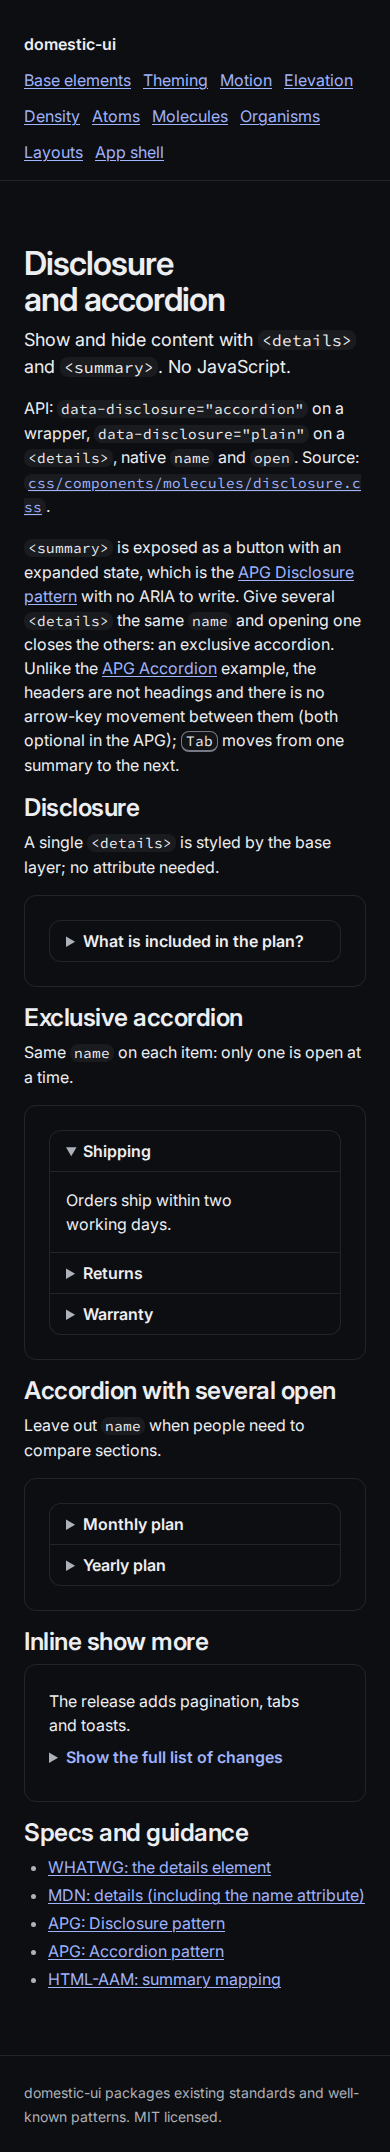 domestic-ui
Base elements Theming Motion Elevation
Density Atoms Molecules Organisms
Layouts App shell
Disclosure
and accordion
Show and hide content with <details>
and <summary>. No JavaScript.
API: data-disclosure="accordion" on a
wrapper, data-disclosure="plain" on a
<details>, native name and open. Source:
css/components/molecules/disclosure.c
ss.
<summary> is exposed as a button with an
expanded state, which is the APG Disclosure
pattern with no ARIA to write. Give several
<details> the same name and opening one
closes the others: an exclusive accordion.
Unlike the APG Accordion example, the
headers are not headings and there is no
arrow-key movement between them (both
optional in the APG); Tab moves from one
summary to the next.
Disclosure
A single <details> is styled by the base
layer; no attribute needed.
What is included in the plan?
Exclusive accordion
Same name on each item: only one is open at
a time.
Shipping
Orders ship within two
working days.
Returns
Warranty
Accordion with several open
Leave out name when people need to
compare sections.
Monthly plan
Yearly plan
Inline show more
The release adds pagination, tabs
and toasts.
Show the full list of changes
Specs and guidance
WHATWG: the details element
MDN: details (including the name attribute)
APG: Disclosure pattern
APG: Accordion pattern
HTML-AAM: summary mapping
domestic-ui packages existing standards and well-
known patterns. MIT licensed.